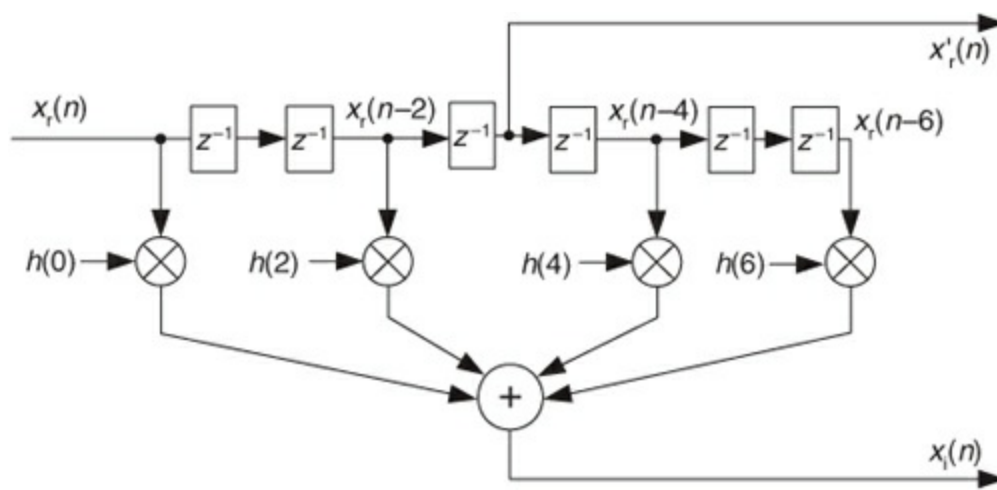 x'ᵣ(n)
xᵣ(n)
xᵣ(n–2)
xᵣ(n–4)
xᵣ(n–6)
z⁻¹
z⁻¹
z⁻¹
z⁻¹
z⁻¹
z⁻¹
h(0)
h(2)
h(4)
h(6)
+
xᵢ(n)